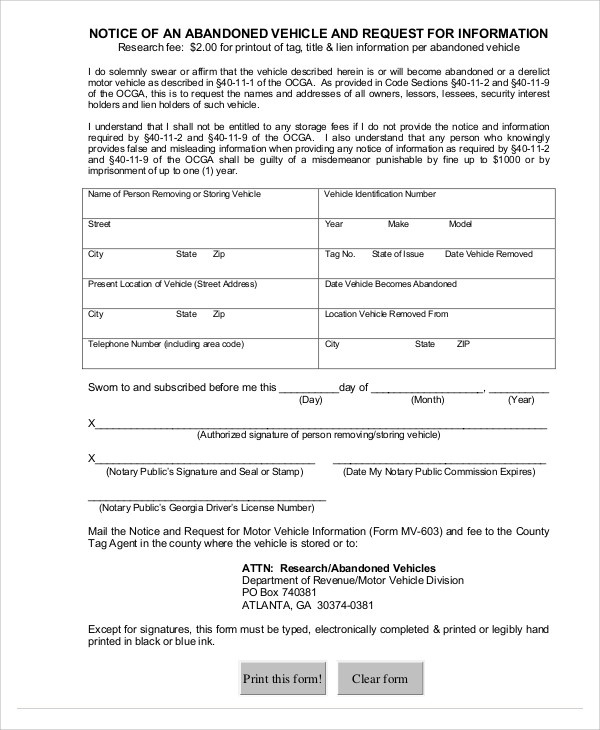 NOTICE OF AN ABANDONED VEHICLE AND REQUEST FOR INFORMATION
Research fee: $2.00 for printout of tag, title & lien information per abandoned vehicle
I do solemnly swear or affirm that the vehicle described herein is or will become abandoned or a derelict
motor vehicle as described in §40-11-1 of the OCGA. As provided in Code Sections §40-11-2 and §40-11-9
of the OCGA, this is to request the names and addresses of all owners, lessors, lessees, security interest
holders and lien holders of such vehicle.
I understand that I shall not be entitled to any storage fees if I do not provide the notice and information
required by §40-11-2 and §40-11-9 of the OCGA. I also understand that any person who knowingly
provides false and misleading information when providing any notice of information as required by §40-11-2
and §40-11-9 of the OCGA shall be guilty of a misdemeanor punishable by fine up to $1000 or by
imprisonment of up to one (1) year.
Name of Person Removing or Storing Vehicle Vehicle Identification Number
Street Year Make Model
City State Zip Tag No. State of Issue Date Vehicle Removed
Present Location of Vehicle (Street Address) Date Vehicle Becomes Abandoned
City State Zip Location Vehicle Removed From
Telephone Number (including area code) City State ZIP
Sworn to and subscribed before me this __________day of ___________________, __________
(Day) (Month) (Year)
X___________________________________________________________________________
(Authorized signature of person removing/storing vehicle)
X____________________________________ ____________________________________
(Notary Public's Signature and Seal or Stamp) (Date My Notary Public Commission Expires)
________________________________________
(Notary Public's Georgia Driver's License Number)
Mail the Notice and Request for Motor Vehicle Information (Form MV-603) and fee to the County
Tag Agent in the county where the vehicle is stored or to:
ATTN: Research/Abandoned Vehicles
Department of Revenue/Motor Vehicle Division
PO Box 740381
ATLANTA, GA 30374-0381
Except for signatures, this form must be typed, electronically completed & printed or legibly hand
printed in black or blue ink.
Print this form! Clear form